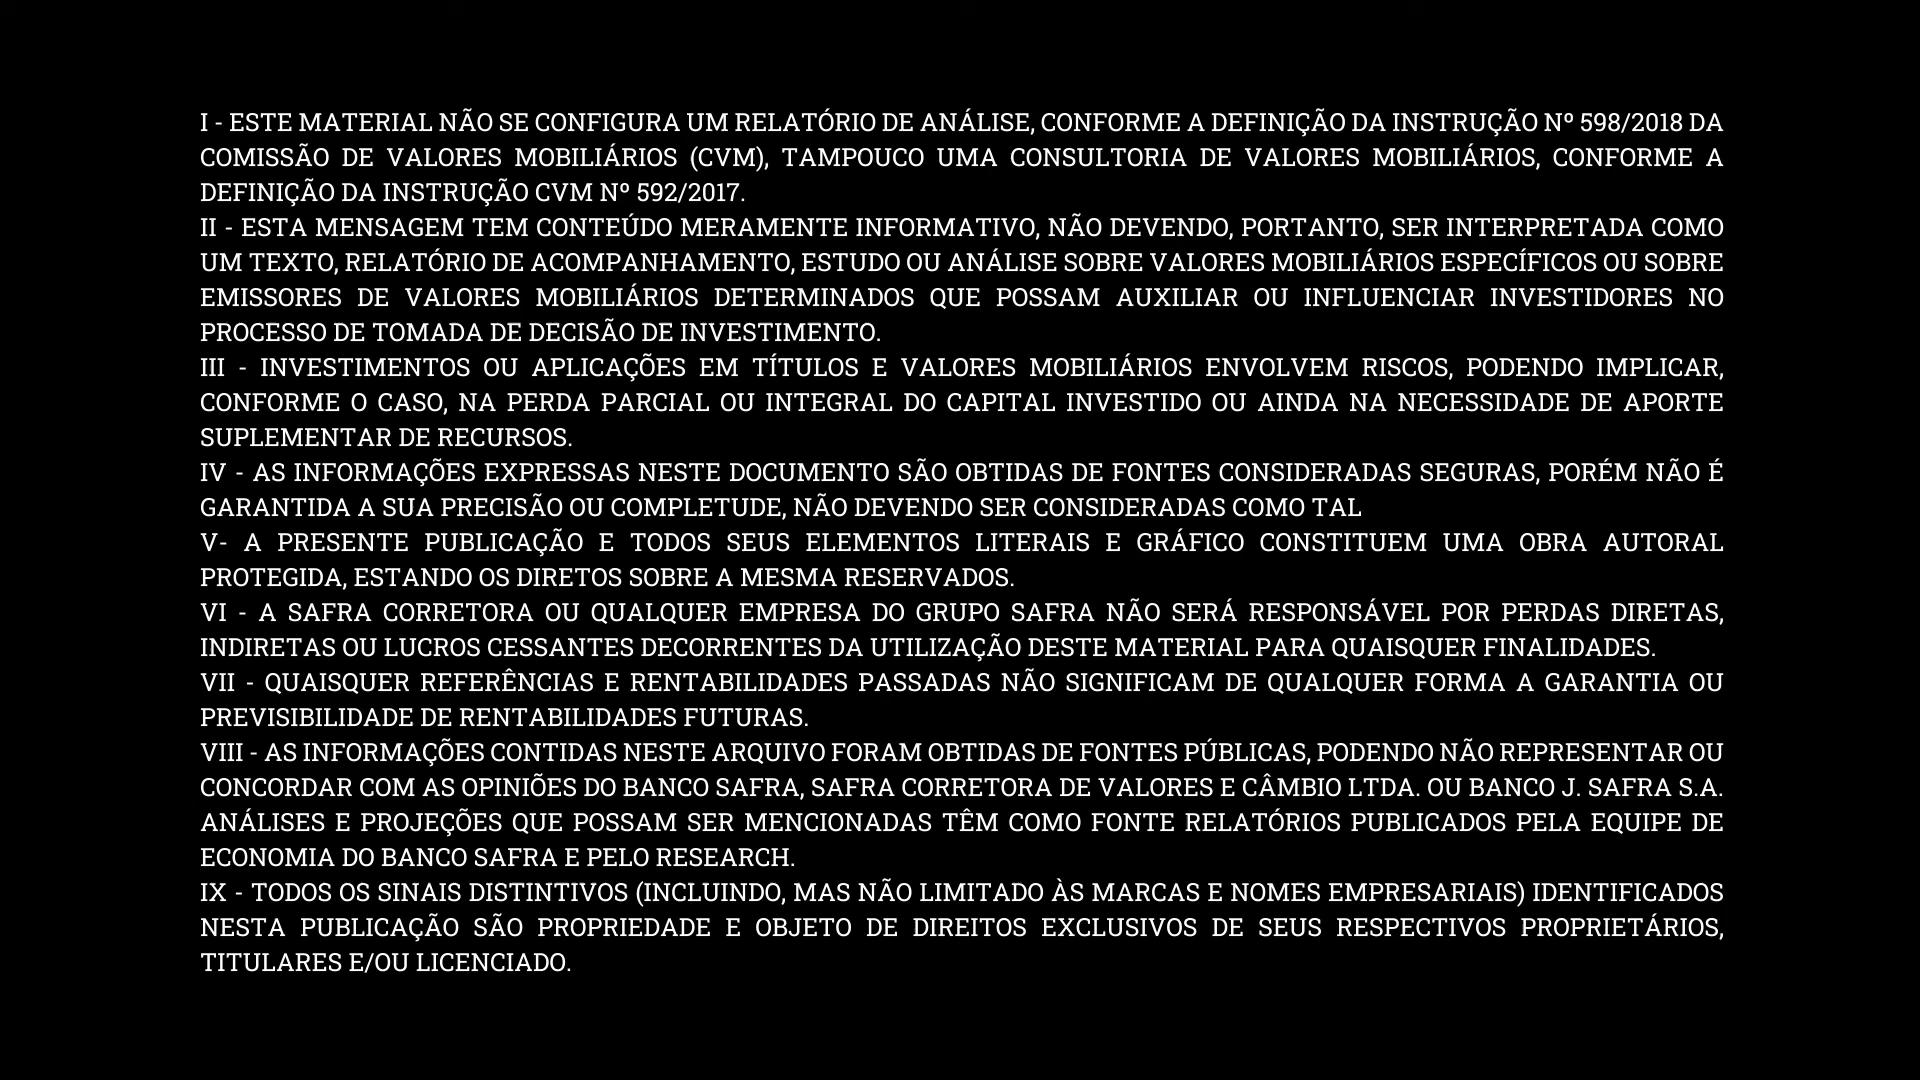 I - ESTE MATERIAL NÃO SE CONFIGURA UM RELATÓRIO DE ANÁLISE, CONFORME A DEFINIÇÃO DA INSTRUÇÃO Nº 598/2018 DA
COMISSÃO DE VALORES MOBILIÁRIOS (CVM), TAMPOUCO UMA CONSULTORIA DE VALORES MOBILIÁRIOS, CONFORME A
DEFINIÇÃO DA INSTRUÇÃO CVM Nº 592/2017.
II - ESTA MENSAGEM TEM CONTEÚDO MERAMENTE INFORMATIVO, NÃO DEVENDO, PORTANTO, SER INTERPRETADA COMO
UM TEXTO, RELATÓRIO DE ACOMPANHAMENTO, ESTUDO OU ANÁLISE SOBRE VALORES MOBILIÁRIOS ESPECÍFICOS OU SOBRE
EMISSORES DE VALORES MOBILIÁRIOS DETERMINADOS QUE POSSAM AUXILIAR OU INFLUENCIAR INVESTIDORES NO
PROCESSO DE TOMADA DE DECISÃO DE INVESTIMENTO.
III - INVESTIMENTOS OU APLICAÇÕES EM TÍTULOS E VALORES MOBILIÁRIOS ENVOLVEM RISCOS, PODENDO IMPLICAR,
CONFORME O CASO, NA PERDA PARCIAL OU INTEGRAL DO CAPITAL INVESTIDO OU AINDA NA NECESSIDADE DE APORTE
SUPLEMENTAR DE RECURSOS.
IV - AS INFORMAÇÕES EXPRESSAS NESTE DOCUMENTO SÃO OBTIDAS DE FONTES CONSIDERADAS SEGURAS, PORÉM NÃO É
GARANTIDA A SUA PRECISÃO OU COMPLETUDE, NÃO DEVENDO SER CONSIDERADAS COMO TAL
V- A PRESENTE PUBLICAÇÃO E TODOS SEUS ELEMENTOS LITERAIS E GRÁFICO CONSTITUEM UMA OBRA AUTORAL
PROTEGIDA, ESTANDO OS DIRETOS SOBRE A MESMA RESERVADOS.
VI - A SAFRA CORRETORA OU QUALQUER EMPRESA DO GRUPO SAFRA NÃO SERÁ RESPONSÁVEL POR PERDAS DIRETAS,
INDIRETAS OU LUCROS CESSANTES DECORRENTES DA UTILIZAÇÃO DESTE MATERIAL PARA QUAISQUER FINALIDADES.
VII - QUAISQUER REFERÊNCIAS E RENTABILIDADES PASSADAS NÃO SIGNIFICAM DE QUALQUER FORMA A GARANTIA OU
PREVISIBILIDADE DE RENTABILIDADES FUTURAS.
VIII - AS INFORMAÇÕES CONTIDAS NESTE ARQUIVO FORAM OBTIDAS DE FONTES PÚBLICAS, PODENDO NÃO REPRESENTAR OU
CONCORDAR COM AS OPINIÕES DO BANCO SAFRA, SAFRA CORRETORA DE VALORES E CÂMBIO LTDA. OU BANCO J. SAFRA S.A.
ANÁLISES E PROJEÇÕES QUE POSSAM SER MENCIONADAS TÊM COMO FONTE RELATÓRIOS PUBLICADOS PELA EQUIPE DE
ECONOMIA DO BANCO SAFRA E PELO RESEARCH.
IX - TODOS OS SINAIS DISTINTIVOS (INCLUINDO, MAS NÃO LIMITADO ÀS MARCAS E NOMES EMPRESARIAIS) IDENTIFICADOS
NESTA PUBLICAÇÃO SÃO PROPRIEDADE E OBJETO DE DIREITOS EXCLUSIVOS DE SEUS RESPECTIVOS PROPRIETÁRIOS,
TITULARES E/OU LICENCIADO.